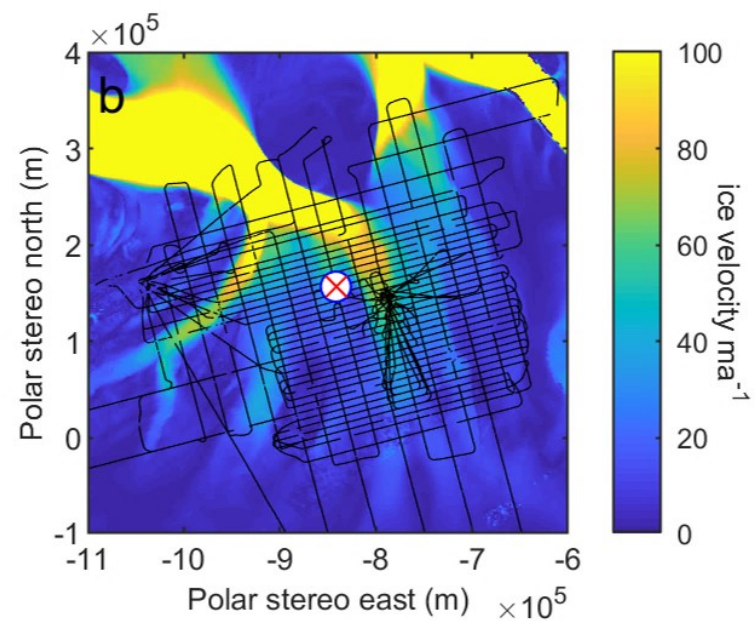 ×10⁵
b
4
3
2
1
0
-1
Polar stereo north (m)
-11 -10 -9 -8 -7 -6
Polar stereo east (m) ×10⁵
100
80
60
40
20
0
ice velocity ma⁻¹